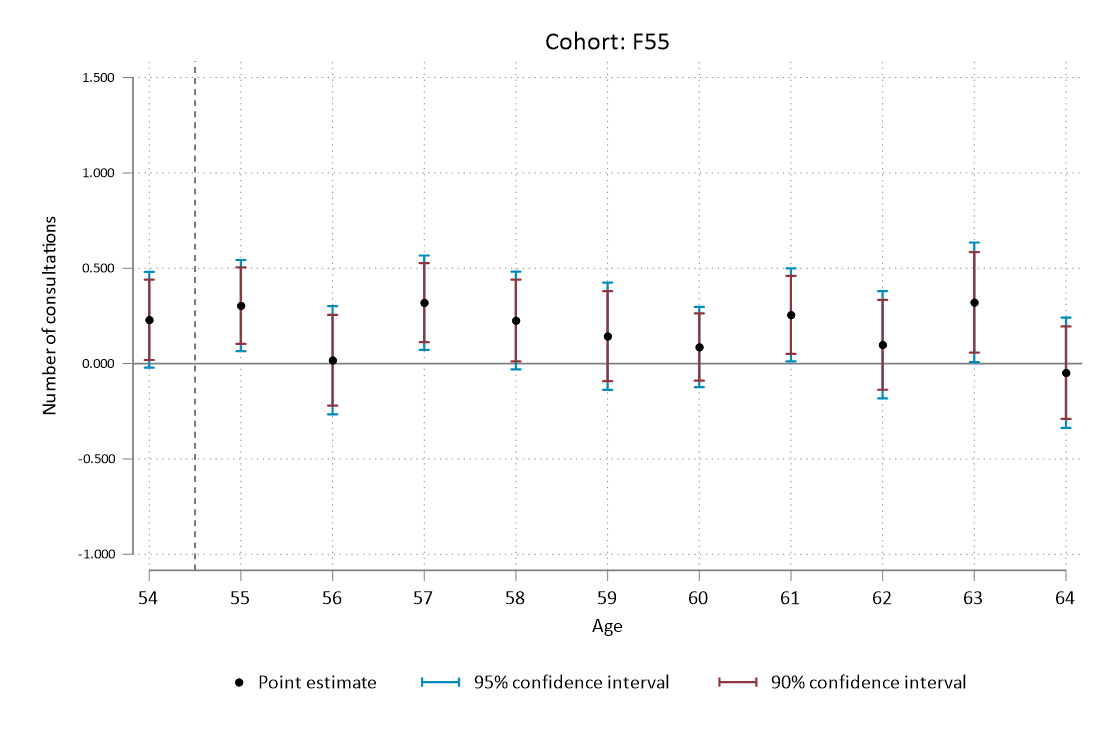 Cohort: F55
1.500
1.000
0.500
0.000
-0.500
-1.000
Number of consultations
54 55 56 57 58 59 60 61 62 63 64
Age
Point estimate 95% confidence interval 90% confidence interval